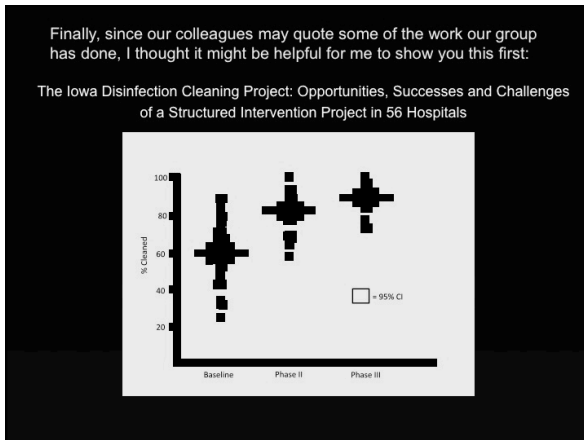 Finally, since our colleagues may quote some of the work our group
has done, I thought it might be helpful for me to show you this first:
The Iowa Disinfection Cleaning Project: Opportunities, Successes and Challenges
of a Structured Intervention Project in 56 Hospitals
100
80
60
40
20
% Cleaned
= 95% CI
Baseline
Phase II
Phase III